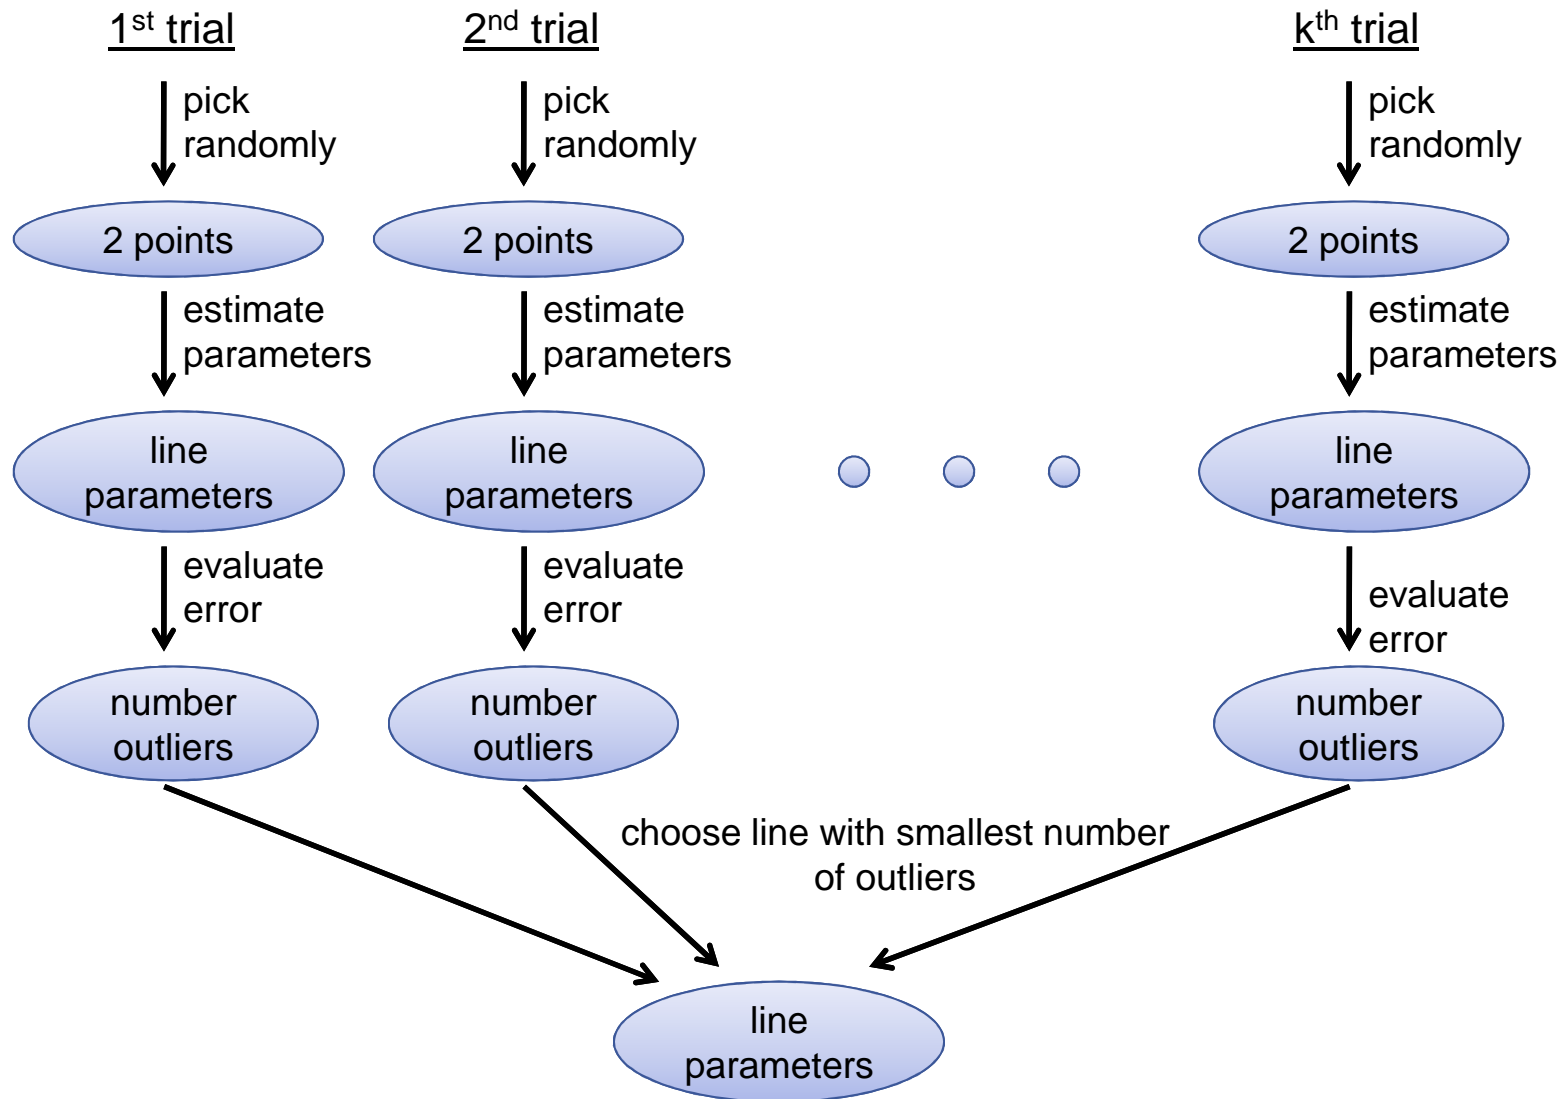 1st trial
2nd trial
kth trial
pick
randomly
pick
randomly
pick
randomly
2 points
2 points
2 points
estimate
parameters
estimate
parameters
estimate
parameters
line
parameters
line
parameters
line
parameters
evaluate
error
evaluate
error
evaluate
error
number
outliers
number
outliers
number
outliers
choose line with smallest number
of outliers
line
parameters